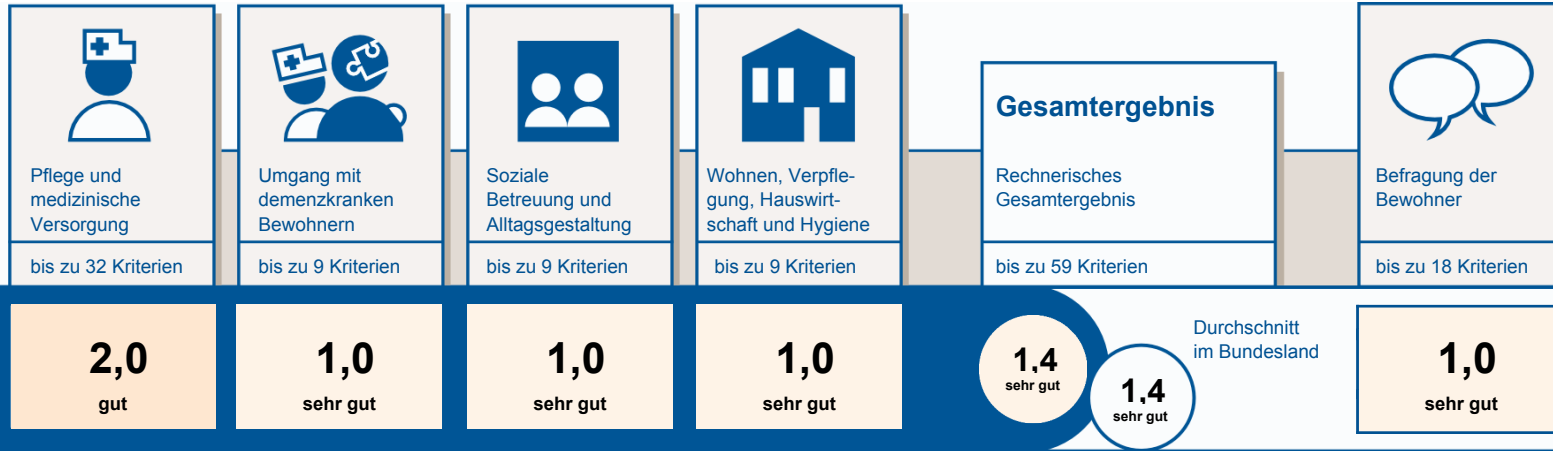 Pflege und
medizinische
Versorgung
bis zu 32 Kriterien
2,0
gut
Umgang mit
demenzkranken
Bewohnern
bis zu 9 Kriterien
1,0
sehr gut
Soziale
Betreuung und
Alltagsgestaltung
bis zu 9 Kriterien
1,0
sehr gut
Wohnen, Verpfle-
gung, Hauswirt-
schaft und Hygiene
bis zu 9 Kriterien
1,0
sehr gut
Gesamtergebnis
Rechnerisches
Gesamtergebnis
bis zu 59 Kriterien
1,4
sehr gut
Durchschnitt
im Bundesland
1,4
sehr gut
Befragung der
Bewohner
bis zu 18 Kriterien
1,0
sehr gut